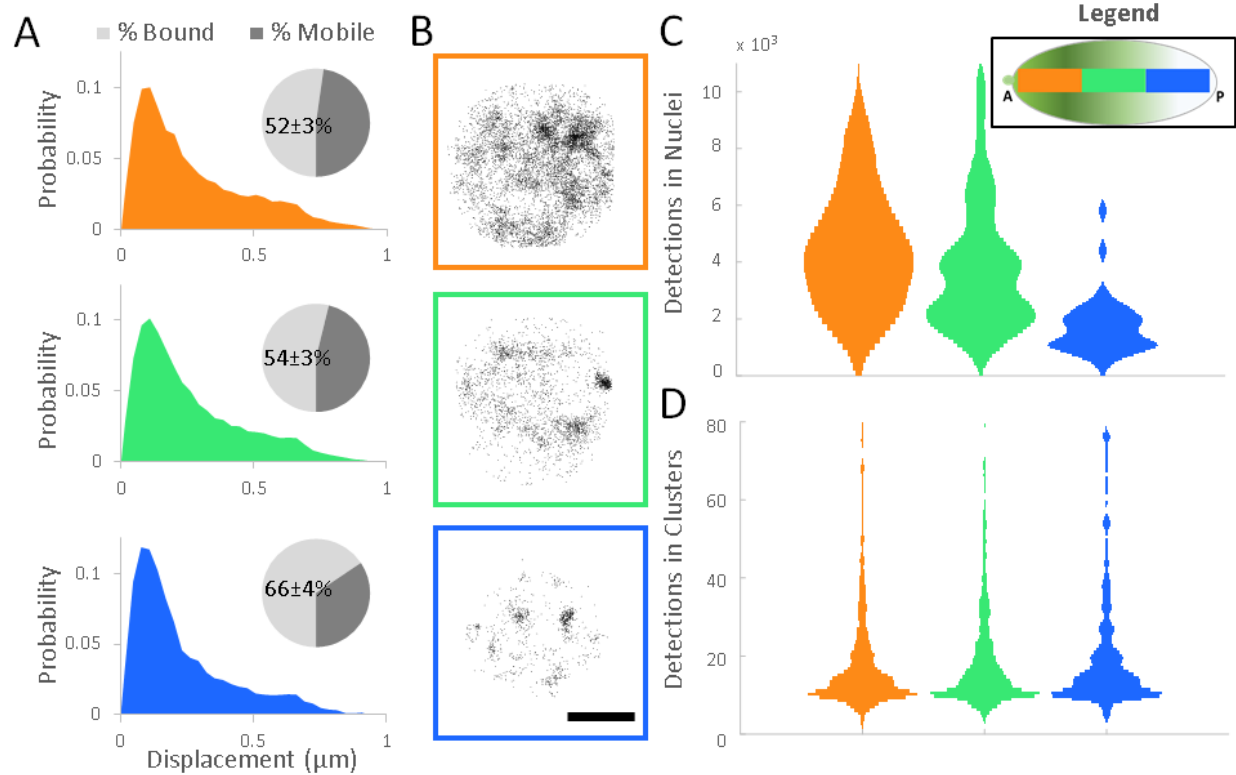 A
% Bound
% Mobile
Probability
0.1
0.05
0
52±3%
0
0.5
1
Probability
0.1
0.05
0
54±3%
0
0.5
1
Probability
0.1
0.05
0
66±4%
0
0.5
1
Displacement (μm)
B
C
Legend
A
P
x 10³
Detections in Nuclei
10
8
6
4
2
0
D
Detections in Clusters
80
60
40
20
0